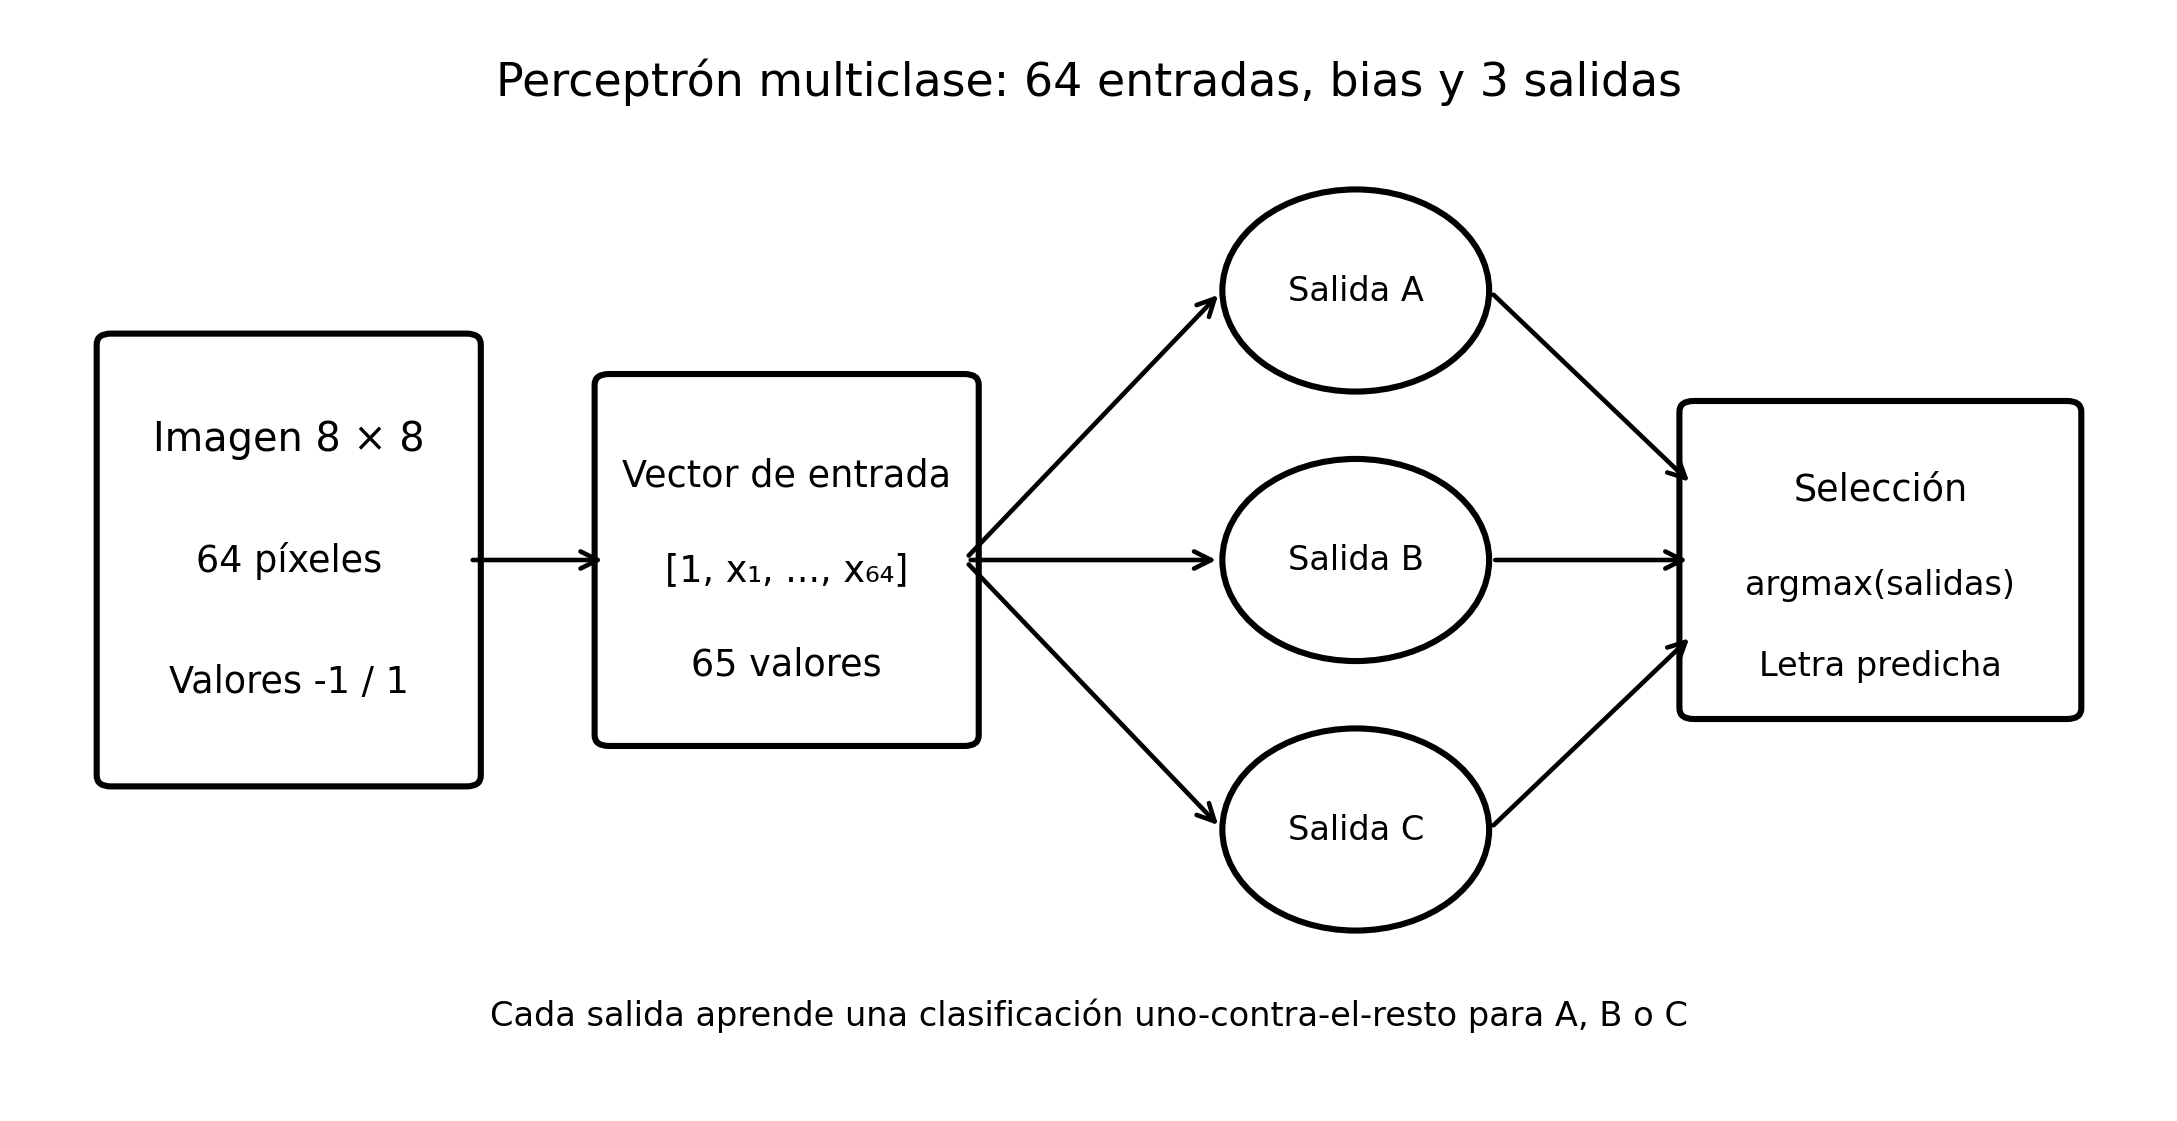 Perceptrón multiclase: 64 entradas, bias y 3 salidas
Imagen 8 × 8
64 píxeles
Valores -1 / 1
Vector de entrada
[1, x₁, ..., x₆₄]
65 valores
Salida A
Salida B
Salida C
Selección
argmax(salidas)
Letra predicha
Cada salida aprende una clasificación uno-contra-el-resto para A, B o C